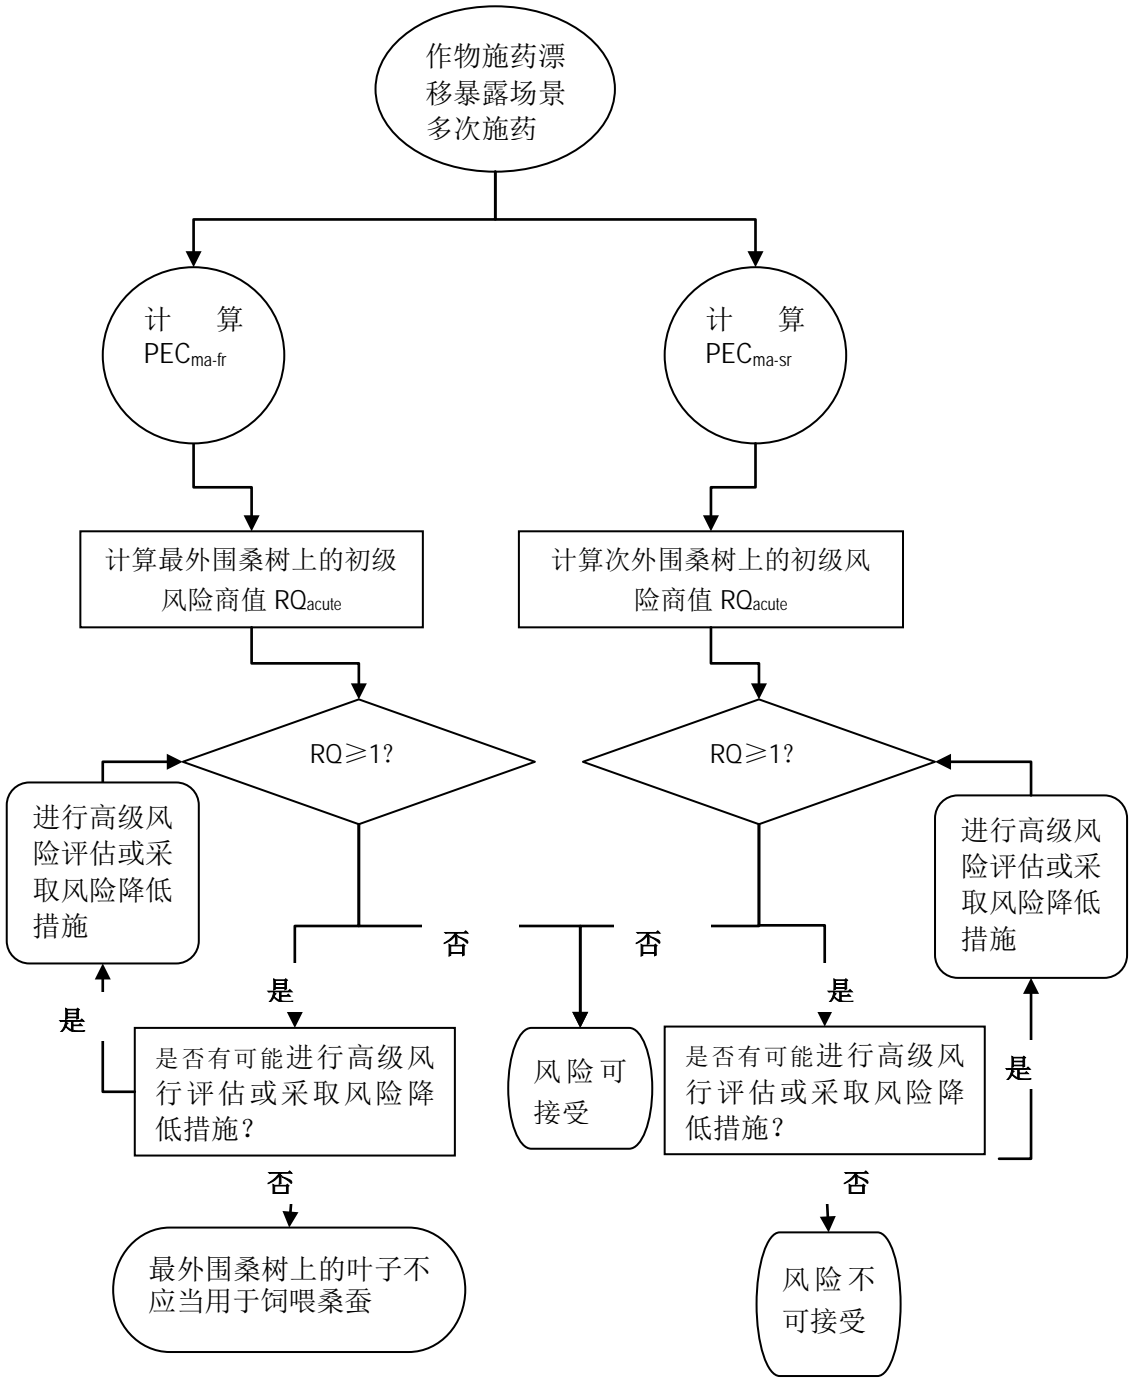 作物施药漂
移暴露场景
多次施药
计 算
PECma-fr
计 算
PECma-sr
计算最外围桑树上的初级
风险商值 RQacute
计算次外围桑树上的初级风
险商值 RQacute
RQ≥1?
RQ≥1?
进行高级风
险评估或采
取风险降低
措施
进行高级风
险评估或采
取风险降低
措施
否
否
是
是
是
是
是否有可能进行高级风
行评估或采取风险降
低措施?
风险可
接受
是否有可能进行高级风
行评估或采取风险降
低措施?
否
否
最外围桑树上的叶子不
应当用于饲喂桑蚕
风险不
可接受